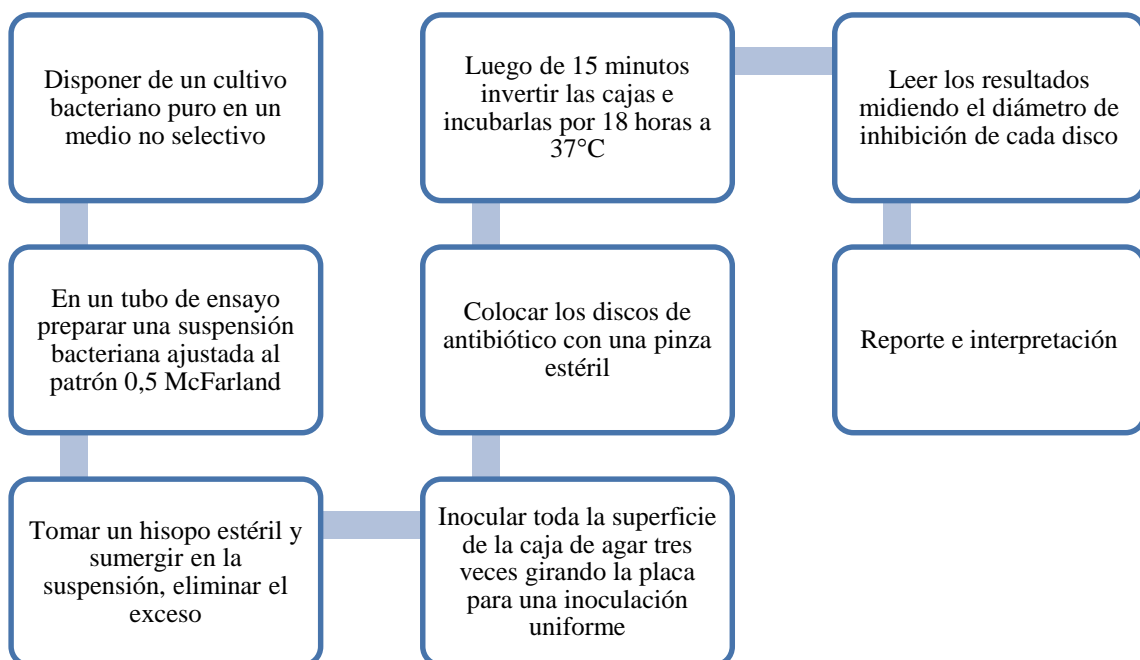 Disponer de un cultivo
bacteriano puro en un
medio no selectivo
En un tubo de ensayo
preparar una suspensión
bacteriana ajustada al
patrón 0,5 McFarland
Tomar un hisopo estéril y
sumergir en la
suspensión, eliminar el
exceso
Inocular toda la superficie
de la caja de agar tres
veces girando la placa
para una inoculación
uniforme
Colocar los discos de
antibiótico con una pinza
estéril
Luego de 15 minutos
invertir las cajas e
incubarlas por 18 horas a
37°C
Leer los resultados
midiendo el diámetro de
inhibición de cada disco
Reporte e interpretación